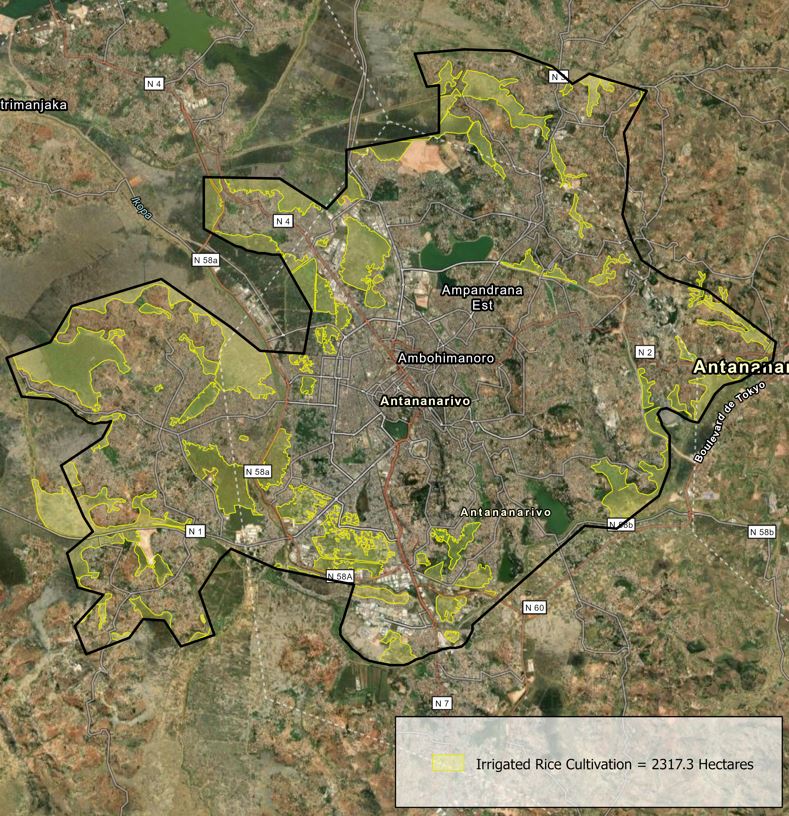 N 4
trimanjaka
Ikopa
N 4
N 58a
Ampandrana
Est
N 2
Ambohimanoro
Antananar
Antananarivo
Boulevard de Tokyo
N 58a
Antananarivo
N 1
N 58b
N 58b
N 58A
N 60
N 7
Irrigated Rice Cultivation = 2317.3 Hectares